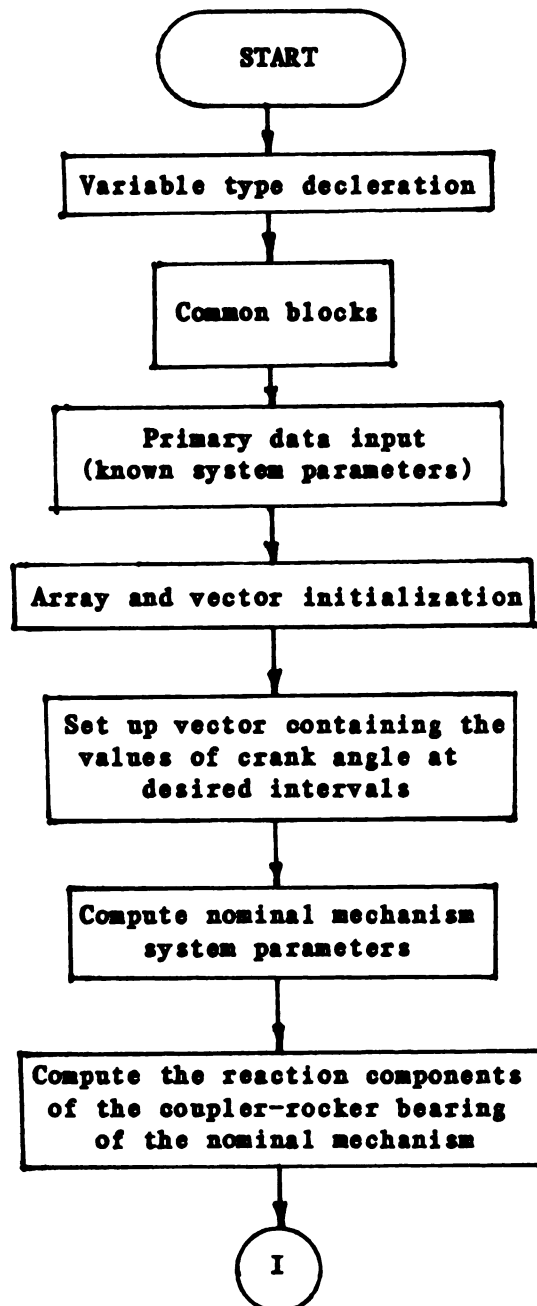 START
Variable type decleration
Common blocks
Primary data input
(known system parameters)
Array and vector initialization
Set up vector containing the
values of crank angle at
desired intervals
Compute nominal mechanism
system parameters
Compute the reaction components
of the coupler-rocker bearing
of the nominal mechanism
I